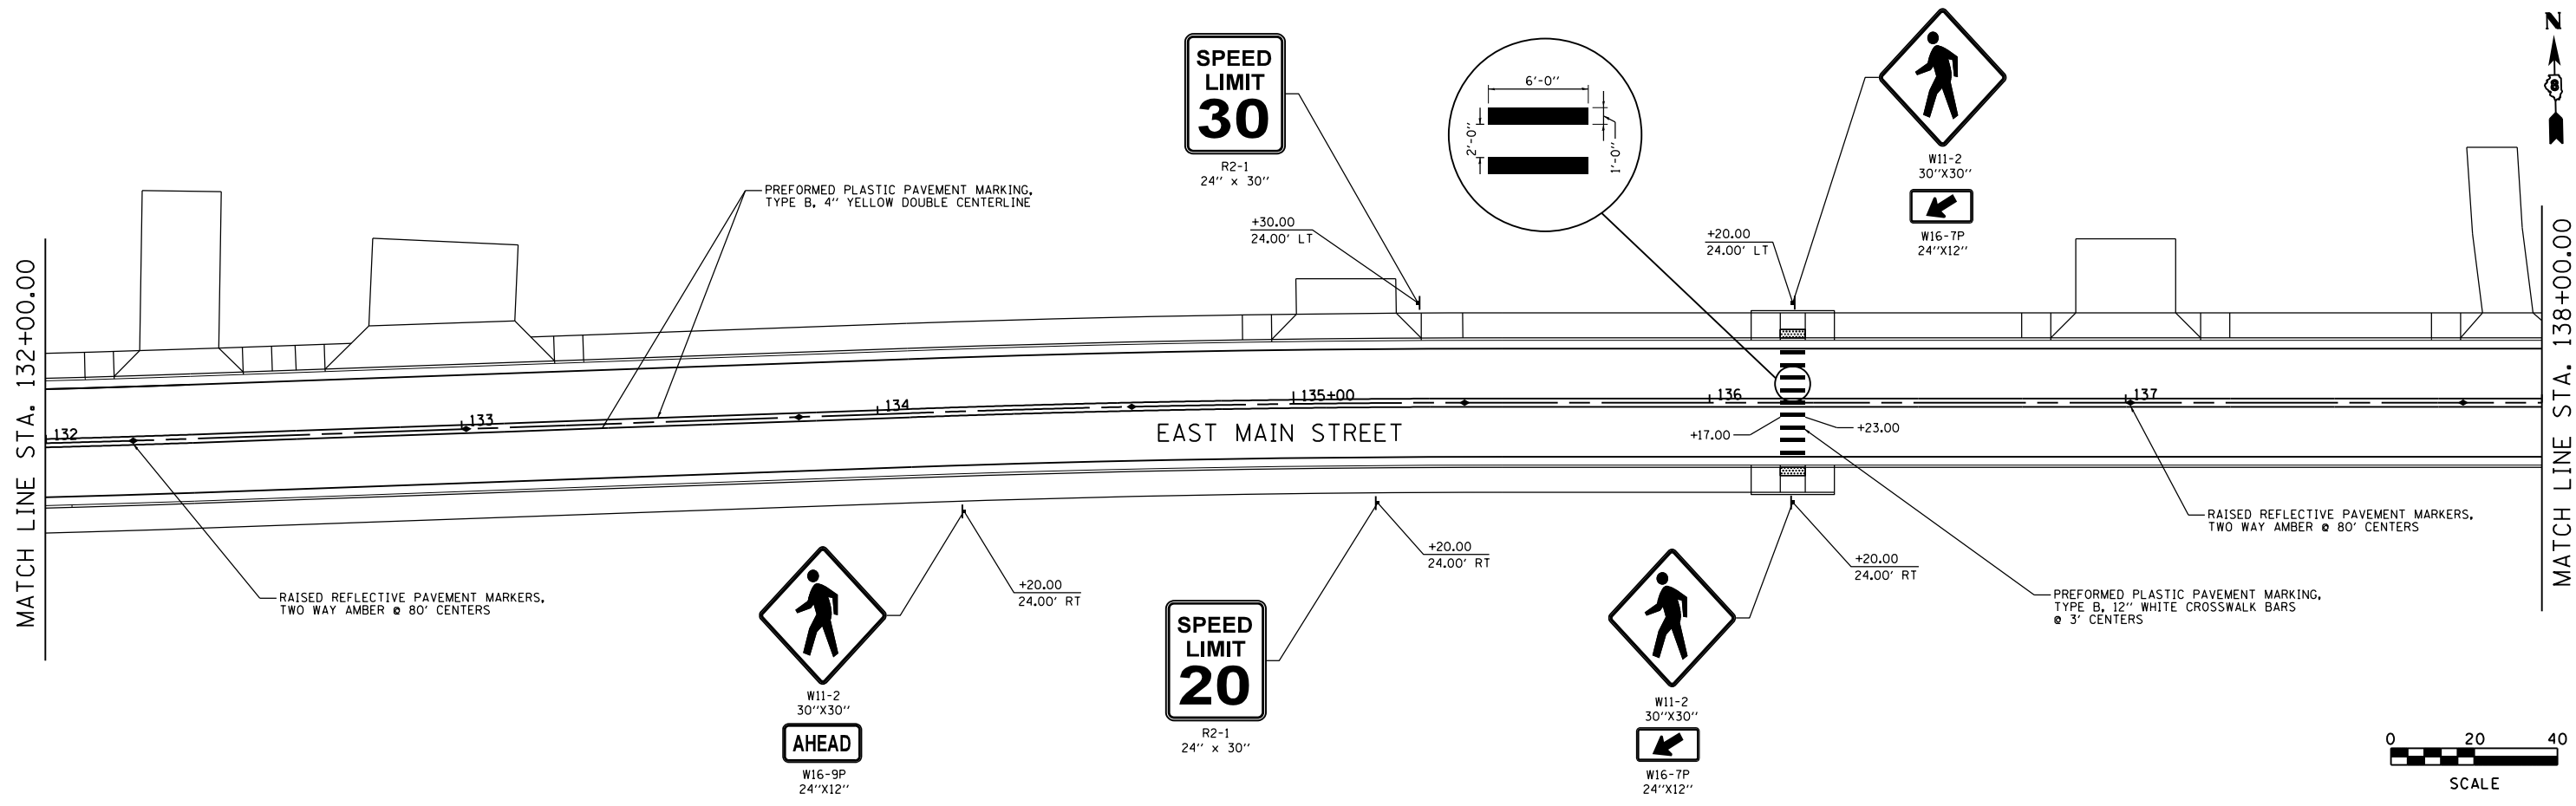 N
8
SPEED
LIMIT
30
R2-1
24" x 30"
6'-0"
2'-0"
1'-0"
W11-2
30"X30"
W16-7P
24"X12"
PREFORMED PLASTIC PAVEMENT MARKING,
TYPE B, 4" YELLOW DOUBLE CENTERLINE
+30.00
24.00' LT
+20.00
24.00' LT
MATCH LINE STA. 132+00.00
MATCH LINE STA. 138+00.00
132
133
134
135+00
136
137
EAST MAIN STREET
+17.00
+23.00
RAISED REFLECTIVE PAVEMENT MARKERS,
TWO WAY AMBER @ 80' CENTERS
RAISED REFLECTIVE PAVEMENT MARKERS,
TWO WAY AMBER @ 80' CENTERS
+20.00
24.00' RT
+20.00
24.00' RT
+20.00
24.00' RT
PREFORMED PLASTIC PAVEMENT MARKING,
TYPE B, 12" WHITE CROSSWALK BARS
@ 3' CENTERS
W11-2
30"X30"
AHEAD
W16-9P
24"X12"
SPEED
LIMIT
20
R2-1
24" x 30"
W11-2
30"X30"
W16-7P
24"X12"
0 20 40
SCALE